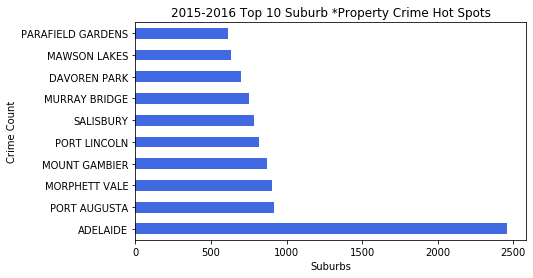 2015-2016 Top 10 Suburb *Property Crime Hot Spots
Crime Count
PARAFIELD GARDENS
MAWSON LAKES
DAVOREN PARK
MURRAY BRIDGE
SALISBURY
PORT LINCOLN
MOUNT GAMBIER
MORPHETT VALE
PORT AUGUSTA
ADELAIDE
0 500 1000 1500 2000 2500
Suburbs